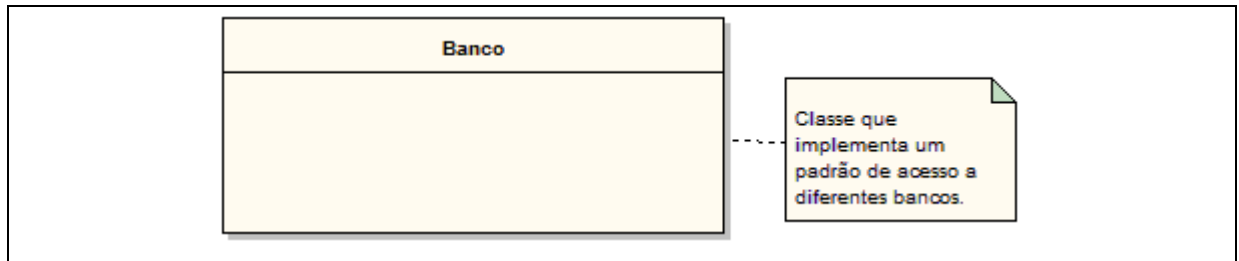 Banco
Classe que
implementa um
padrão de acesso a
diferentes bancos.